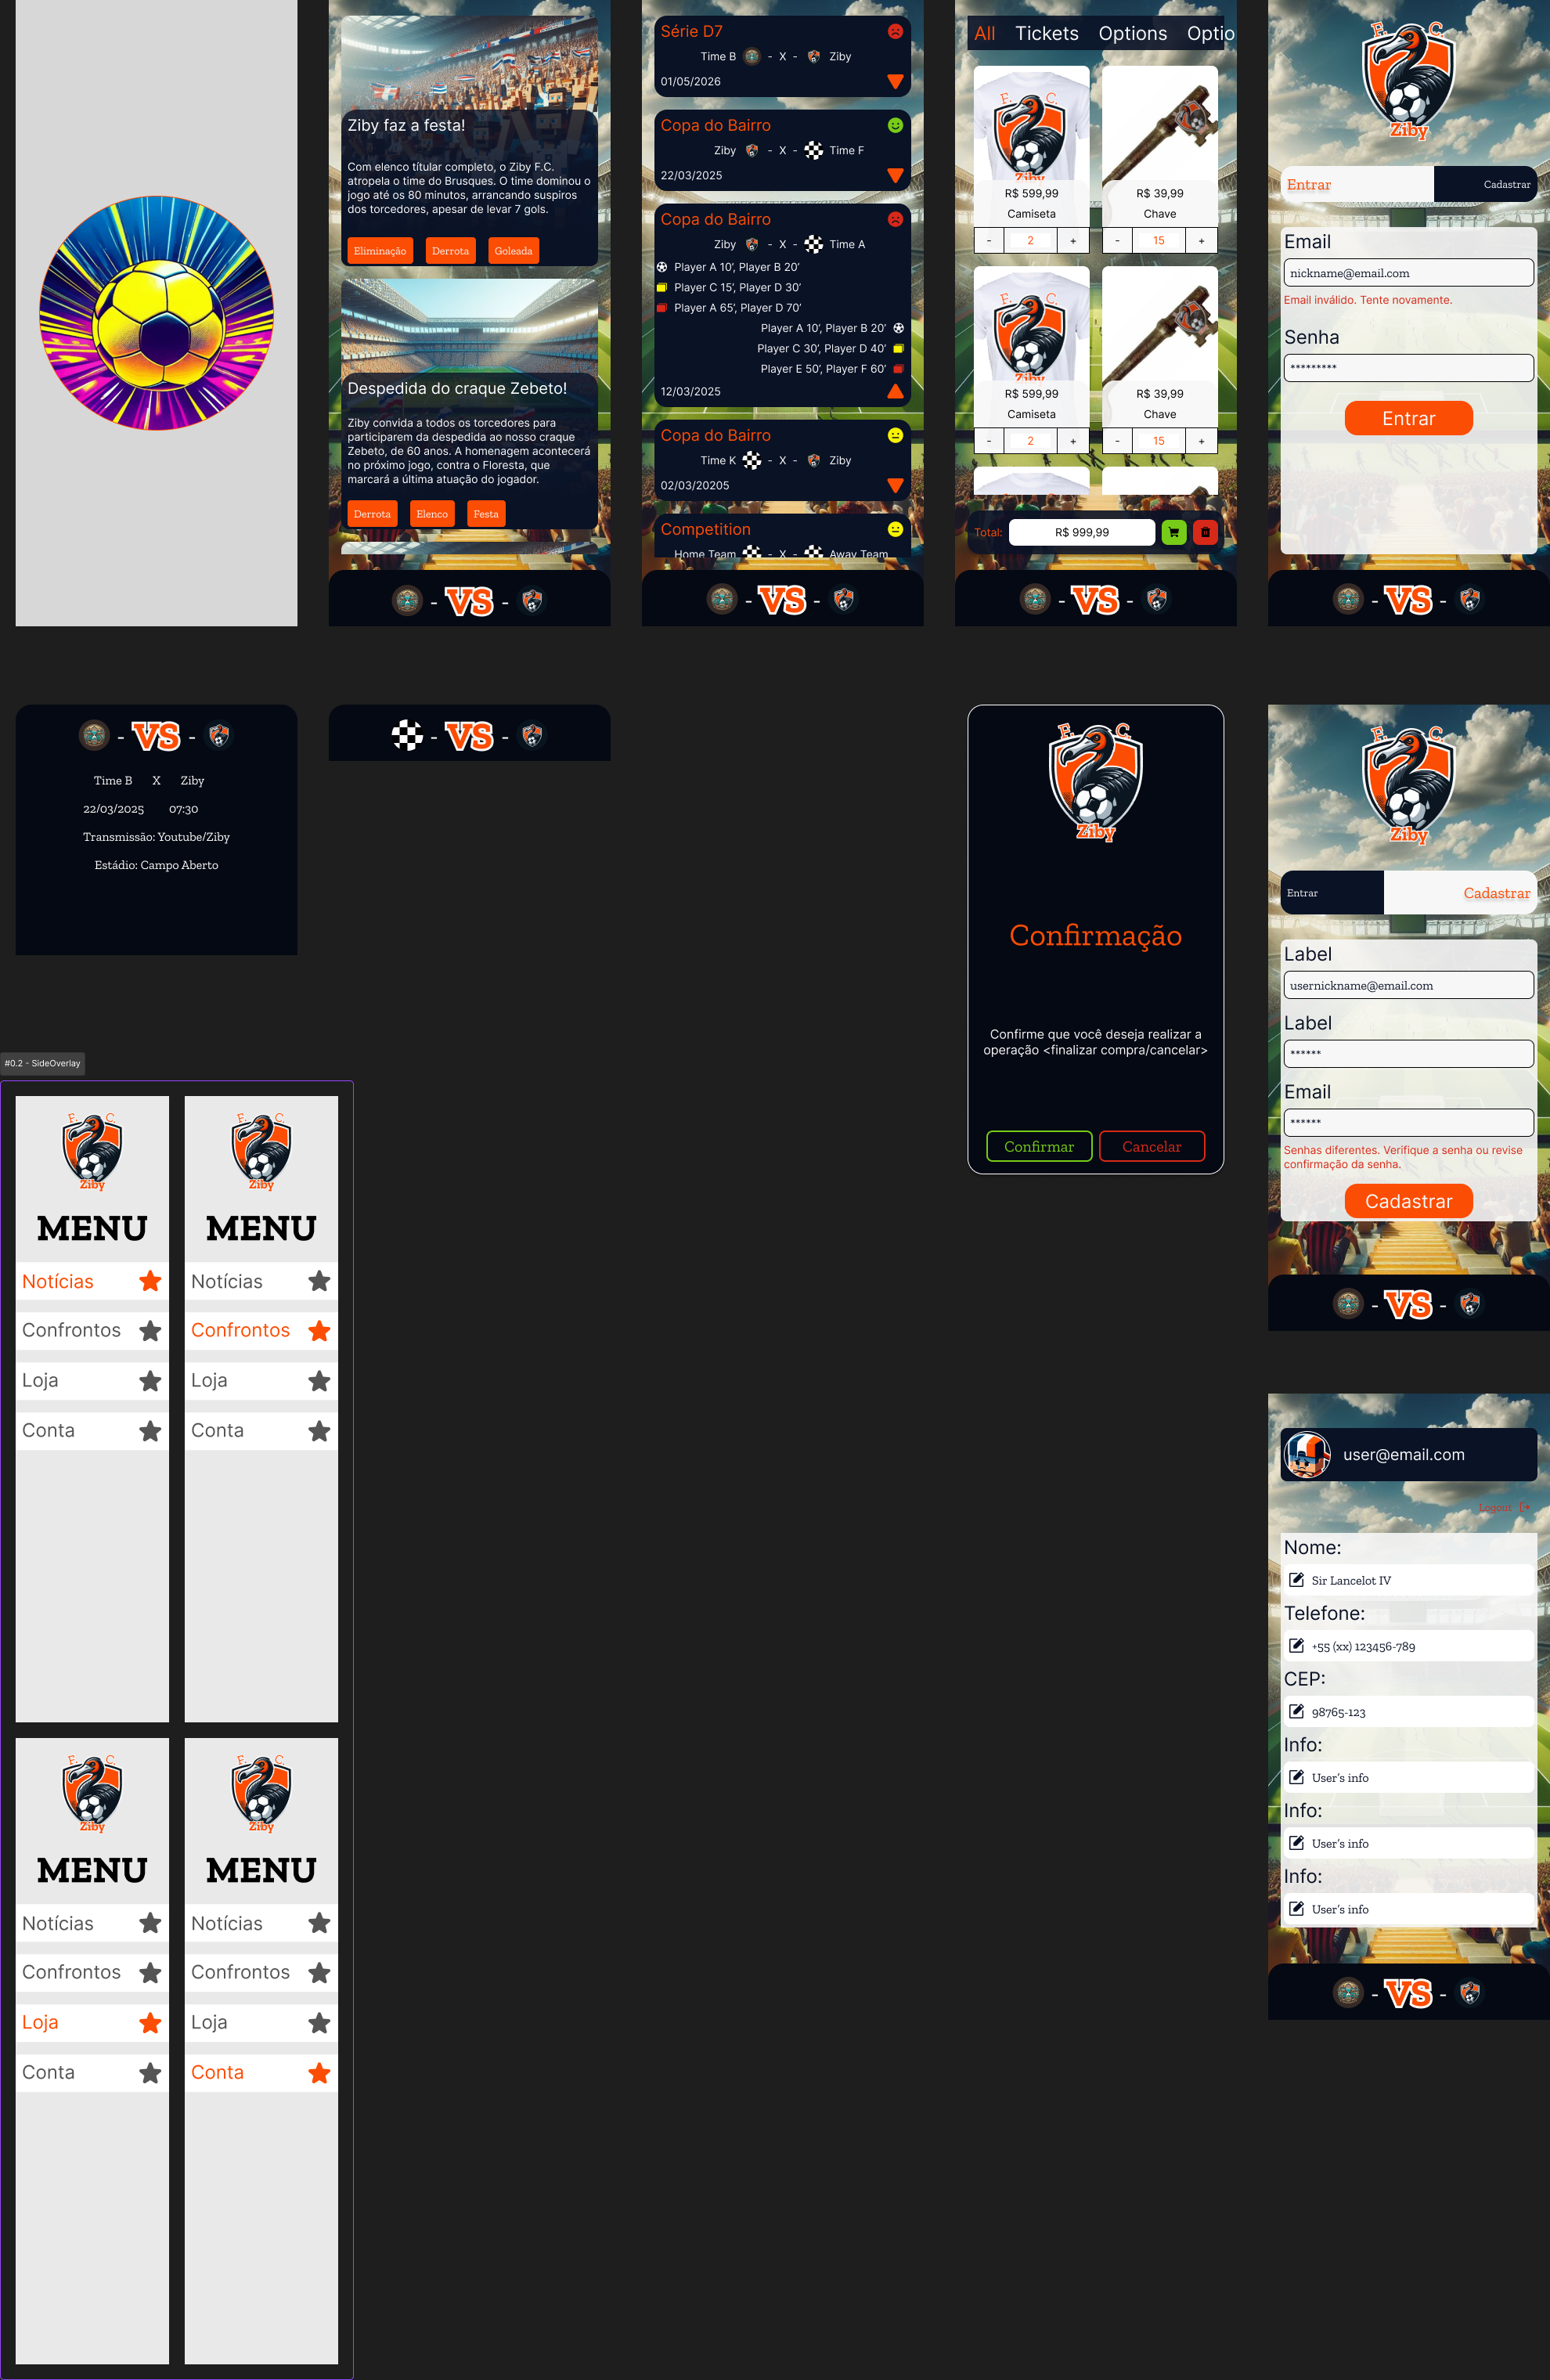 Ziby faz a festa!
Com elenco títular completo, o Ziby F.C.
atropela o time do Brusques. O time dominou o
jogo até os 80 minutos, arrancando suspiros
dos torcedores, apesar de levar 7 gols.
Eliminação
Derrota
Goleada
Despedida do craque Zebeto!
Ziby convida a todos os torcedores para
participarem da despedida ao nosso craque
Zebeto, de 60 anos. A homenagem acontecerá
no próximo jogo, contra o Floresta, que
marcará a última atuação do jogador.
Derrota
Elenco
Festa
- VS -
Série D7
Time B - X - Ziby
01/05/2026
Copa do Bairro
Ziby - X - Time F
22/03/2025
Copa do Bairro
Ziby - X - Time A
Player A 10’, Player B 20’
Player C 15’, Player D 30’
Player A 65’, Player D 70’
Player A 10’, Player B 20’
Player C 30’, Player D 40’
Player E 50’, Player F 60’
12/03/2025
Copa do Bairro
Time K - X - Ziby
02/03/20205
Competition
Home Team - X - Away Team
- VS -
All Tickets Options Optio
F. C.
Ziby
R$ 599,99
Camiseta
- 2 +
R$ 39,99
Chave
- 15 +
F. C.
Ziby
R$ 599,99
Camiseta
- 2 +
R$ 39,99
Chave
- 15 +
Total: R$ 999,99
- VS -
F. C.
Ziby
Entrar Cadastrar
Email
nickname@email.com
Email inválido. Tente novamente.
Senha
*********
Entrar
- VS -
- VS -
Time B X Ziby
22/03/2025 07:30
Transmissão: Youtube/Ziby
Estádio: Campo Aberto
- VS -
F. C.
Ziby
Confirmação
Confirme que você deseja realizar a
operação <finalizar compra/cancelar>
Confirmar Cancelar
F. C.
Ziby
Entrar Cadastrar
Label
usernickname@email.com
Label
******
Email
******
Senhas diferentes. Verifique a senha ou revise
confirmação da senha.
Cadastrar
- VS -
#0.2 - SideOverlay
F. C.
Ziby
MENU
Notícias
Confrontos
Loja
Conta
F. C.
Ziby
MENU
Notícias
Confrontos
Loja
Conta
F. C.
Ziby
MENU
Notícias
Confrontos
Loja
Conta
F. C.
Ziby
MENU
Notícias
Confrontos
Loja
Conta
user@email.com
Logout
Nome:
Sir Lancelot IV
Telefone:
+55 (xx) 123456-789
CEP:
98765-123
Info:
User’s info
Info:
User’s info
Info:
User’s info
- VS -